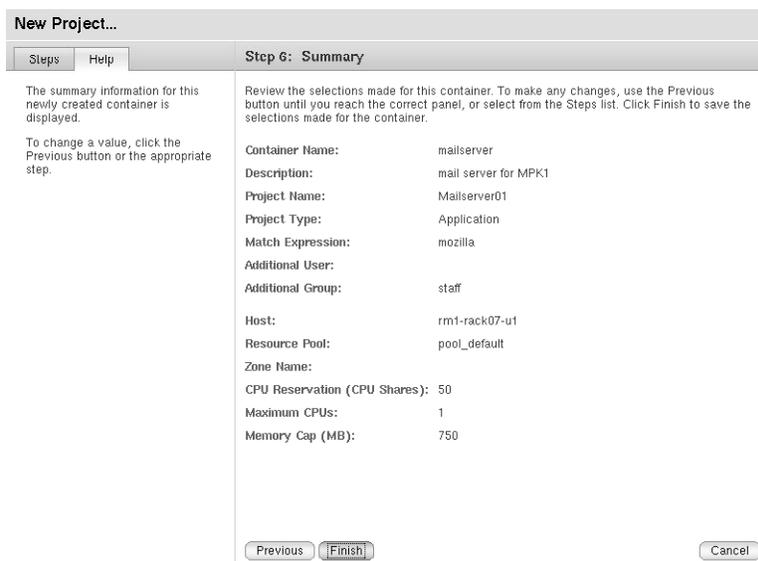 New Project...
Steps
Help
Step 6: Summary
The summary information for this
newly created container is
displayed.
To change a value, click the
Previous button or the appropriate
step.
Review the selections made for this container. To make any changes, use the Previous
button until you reach the correct panel, or select from the Steps list. Click Finish to save the
selections made for the container.
Container Name: mailserver
Description: mail server for MPK1
Project Name: Mailserver01
Project Type: Application
Match Expression: mozilla
Additional User:
Additional Group: staff
Host: rm1-rack07-u1
Resource Pool: pool_default
Zone Name:
CPU Reservation (CPU Shares): 50
Maximum CPUs: 1
Memory Cap (MB): 750
Previous
Finish
Cancel